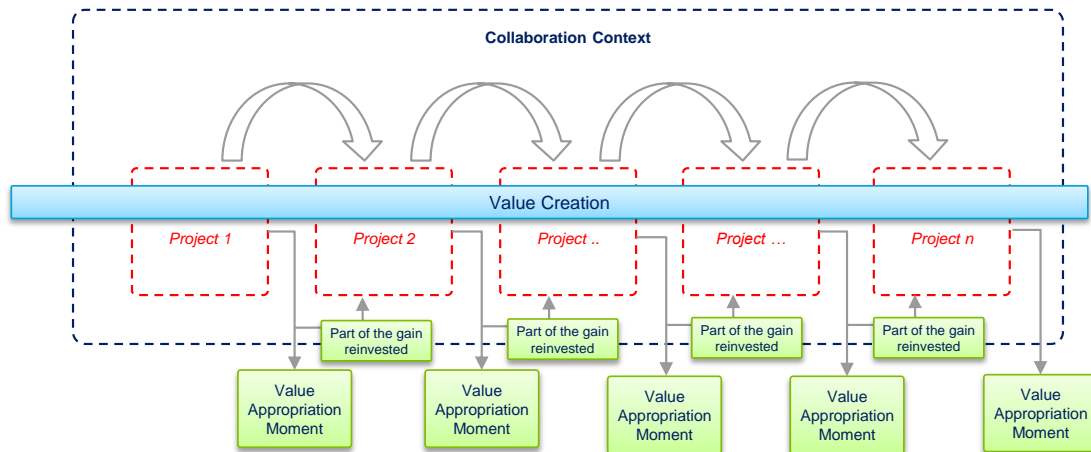 Collaboration Context
Value Creation
Project 1
Project 2
Project ..
Project …
Project n
Part of the gain
reinvested
Part of the gain
reinvested
Part of the gain
reinvested
Part of the gain
reinvested
Value
Appropriation
Moment
Value
Appropriation
Moment
Value
Appropriation
Moment
Value
Appropriation
Moment
Value
Appropriation
Moment